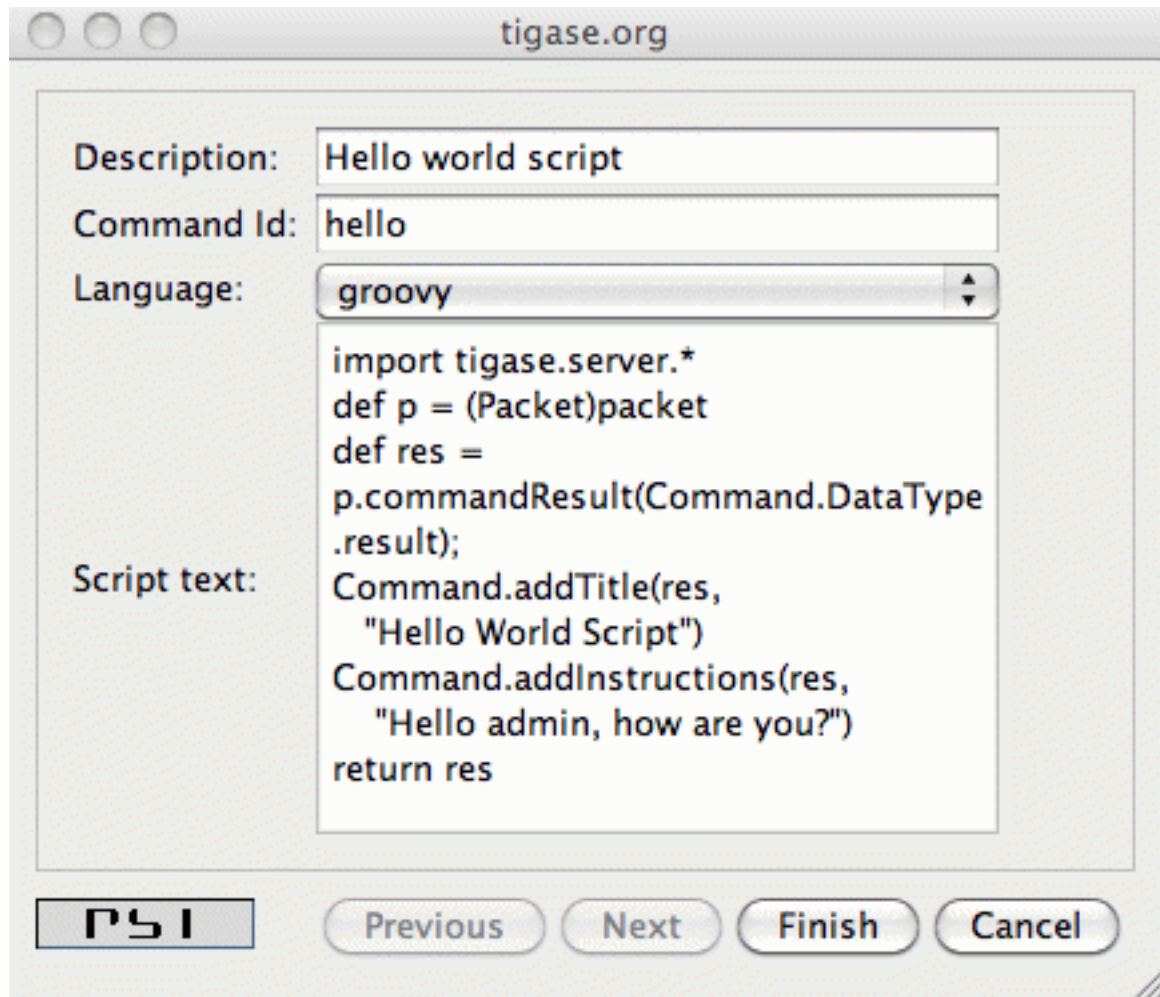 tigase.org
Description: Hello world script
Command Id: hello
Language: groovy
Script text:
import tigase.server.*
def p = (Packet)packet
def res =
p.commandResult(Command.DataType
.result);
Command.addTitle(res,
"Hello World Script")
Command.addInstructions(res,
"Hello admin, how are you?")
return res
PSI
Previous Next Finish Cancel